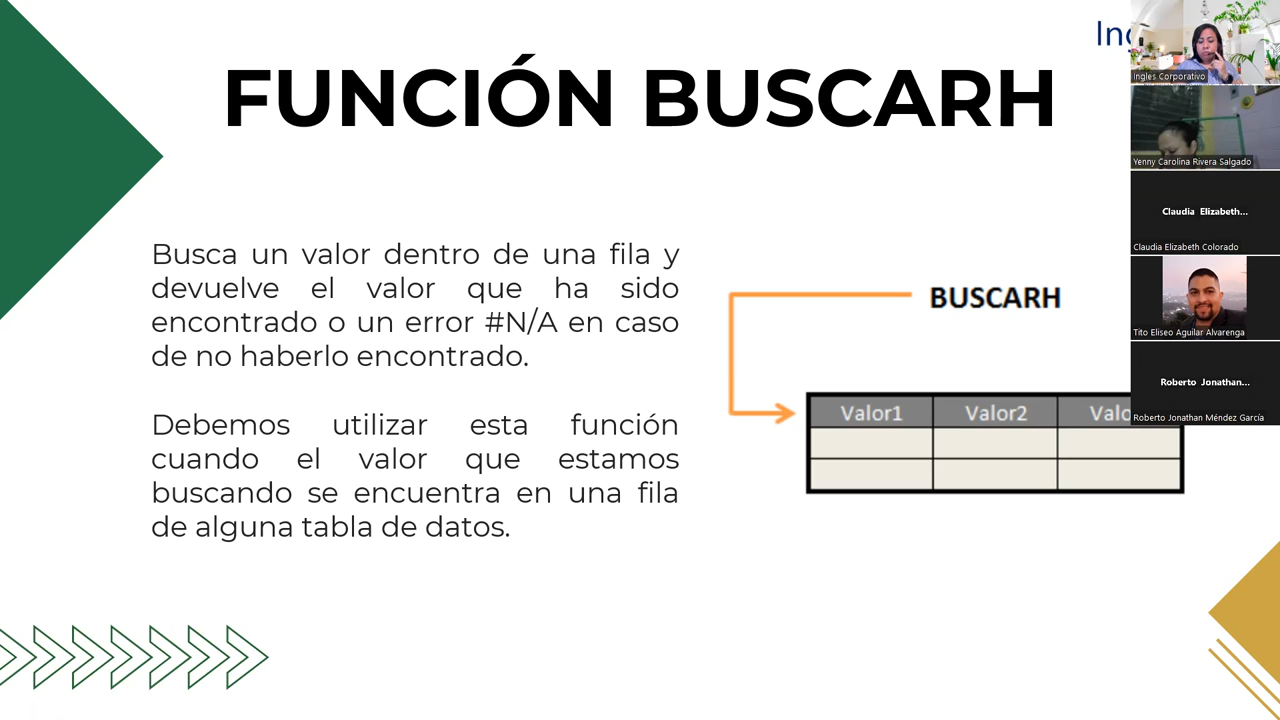 FUNCIÓN BUSCARH
Busca un valor dentro de una fila y
devuelve el valor que ha sido
encontrado o un error #N/A en caso
de no haberlo encontrado.
Debemos utilizar esta función
cuando el valor que estamos
buscando se encuentra en una fila
de alguna tabla de datos.
BUSCARH
Valor1 Valor2
Ingles Corporativo
Yenny Carolina Rivera Salgado
Claudia Elizabeth...
Claudia Elizabeth Colorado
Tito Eliseo Aguilar Alvarenga
Roberto Jonathan...
Roberto Jonathan Méndez García